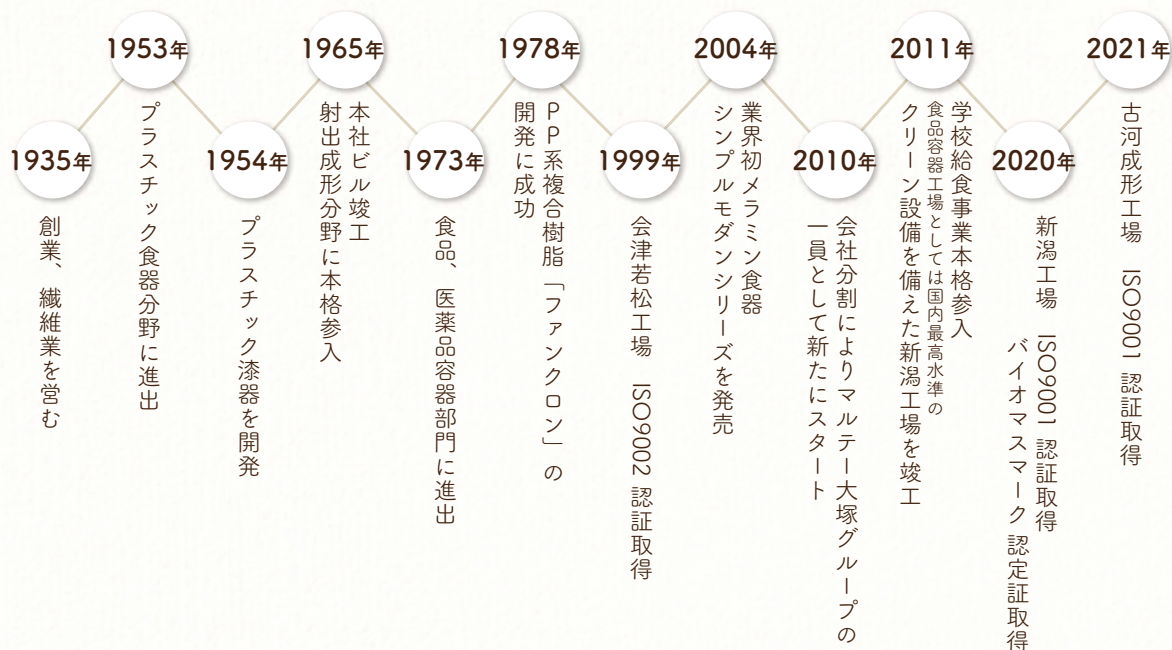 1935年
創業、繊維業を営む
1953年
プラスチック食器分野に進出
1954年
プラスチック漆器を開発
1965年
本社ビル竣工
射出成形分野に本格参入
1973年
食品、医薬品容器部門に進出
1978年
PP系複合樹脂「ファンクロン」の
開発に成功
1999年
会津若松工場 ISO9002 認証取得
2004年
業界初メラミン食器
シンプルモダンシリーズを発売
2010年
会社分割によりマルテー大塚グループの
一員として新たにスタート
2011年
学校給食事業本格参入
食品容器工場としては国内最高水準の
クリーン設備を備えた新潟工場を竣工
2020年
新潟工場 ISO9001 認証取得
バイオマスマーク 認定証取得
2021年
古河成形工場 ISO9001 認証取得